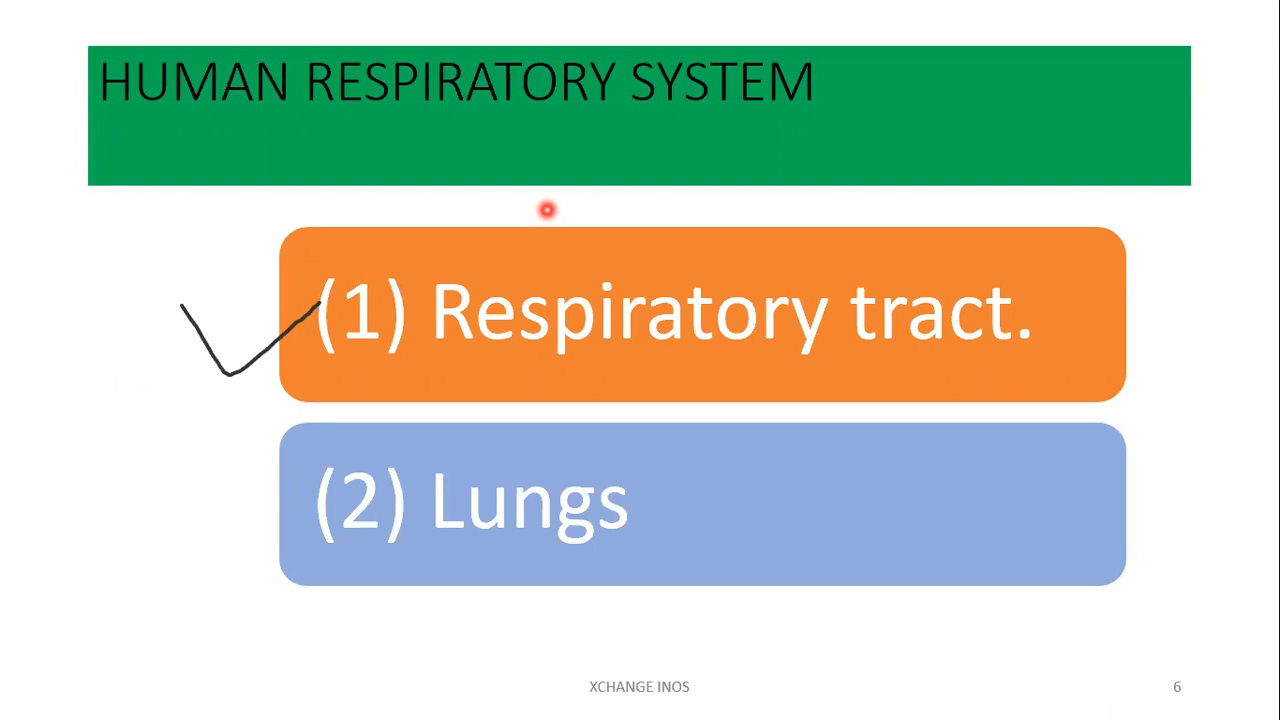 HUMAN RESPIRATORY SYSTEM
(1) Respiratory tract.
(2) Lungs
XCHANGE INOS
6